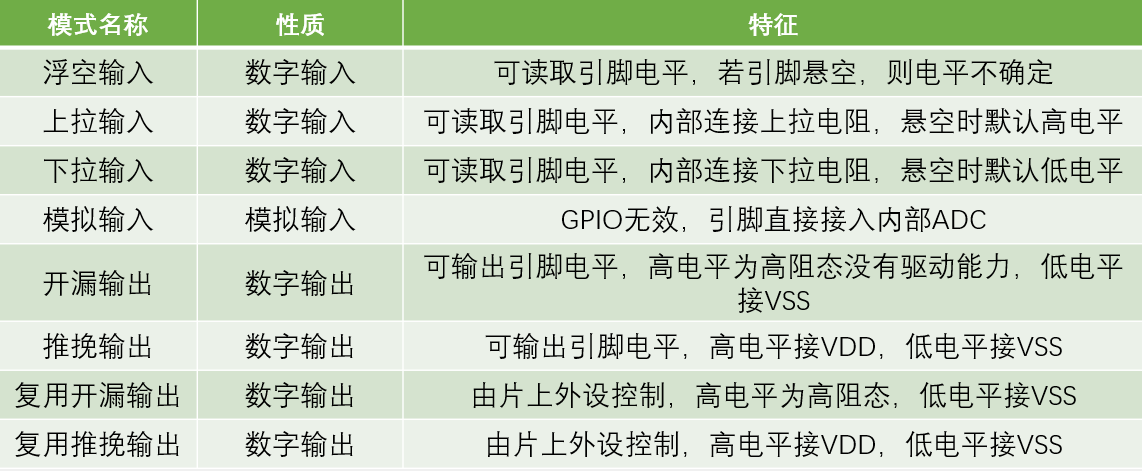 模式名称 性质 特征
浮空输入 数字输入 可读取引脚电平，若引脚悬空，则电平不确定
上拉输入 数字输入 可读取引脚电平，内部连接上拉电阻，悬空时默认高电平
下拉输入 数字输入 可读取引脚电平，内部连接下拉电阻，悬空时默认低电平
模拟输入 模拟输入 GPIO无效，引脚直接接入内部ADC
开漏输出 数字输出 可输出引脚电平，高电平为高阻态没有驱动能力，低电平
接VSS
推挽输出 数字输出 可输出引脚电平，高电平接VDD，低电平接VSS
复用开漏输出 数字输出 由片上外设控制，高电平为高阻态，低电平接VSS
复用推挽输出 数字输出 由片上外设控制，高电平接VDD，低电平接VSS